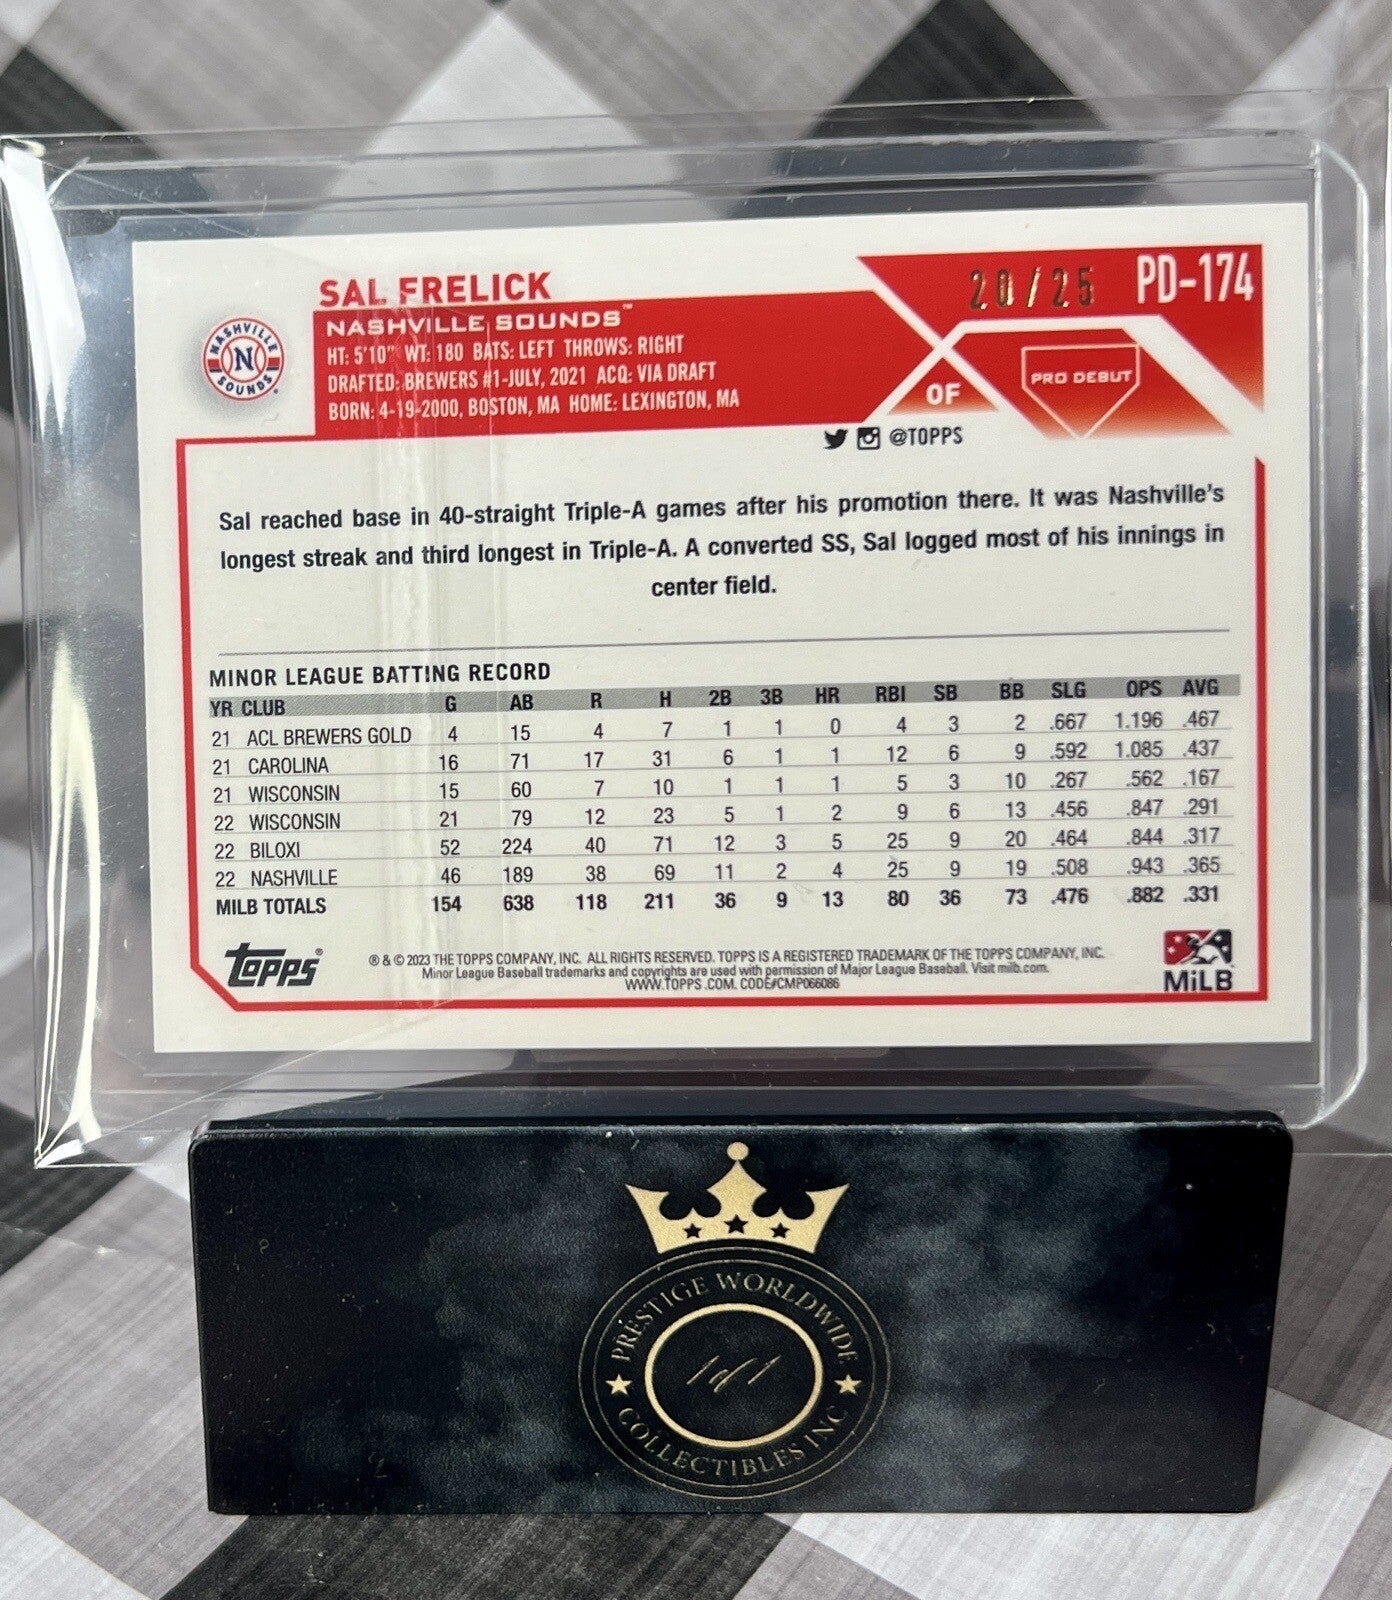 SAL FRELICK
20/25 PD-174
NASHVILLE SOUNDS™
NASHVILLE N SOUNDS
HT: 5'10" WT: 180 BATS: LEFT THROWS: RIGHT
DRAFTED: BREWERS #1-JULY, 2021 ACQ: VIA DRAFT
BORN: 4-19-2000, BOSTON, MA HOME: LEXINGTON, MA
OF
PRO DEBUT
@TOPPS
Sal reached base in 40-straight Triple-A games after his promotion there. It was Nashville's
longest streak and third longest in Triple-A. A converted SS, Sal logged most of his innings in
center field.
MINOR LEAGUE BATTING RECORD
YR CLUB G AB R H 2B 3B HR RBI SB BB SLG OPS AVG
21 ACL BREWERS GOLD 4 15 4 7 1 1 0 4 3 2 .667 1.196 .467
21 CAROLINA 16 71 17 31 6 1 1 12 6 9 .592 1.085 .437
21 WISCONSIN 15 60 7 10 1 1 1 5 3 10 .267 .562 .167
22 WISCONSIN 21 79 12 23 5 1 2 9 6 13 .456 .847 .291
22 BILOXI 52 224 40 71 12 3 5 25 9 20 .464 .844 .317
22 NASHVILLE 46 189 38 69 11 2 4 25 9 19 .508 .943 .365
MILB TOTALS 154 638 118 211 36 9 13 80 36 73 .476 .882 .331
topps®
® & © 2023 THE TOPPS COMPANY, INC. ALL RIGHTS RESERVED. TOPPS IS A REGISTERED TRADEMARK OF THE TOPPS COMPANY, INC.
Minor League Baseball trademarks and copyrights are used with permission of Major League Baseball. Visit milb.com.
WWW.TOPPS.COM. CODE#CMP066086
MiLB
PRESTIGE WORLDWIDE
1 of 1
COLLECTIBLES INC